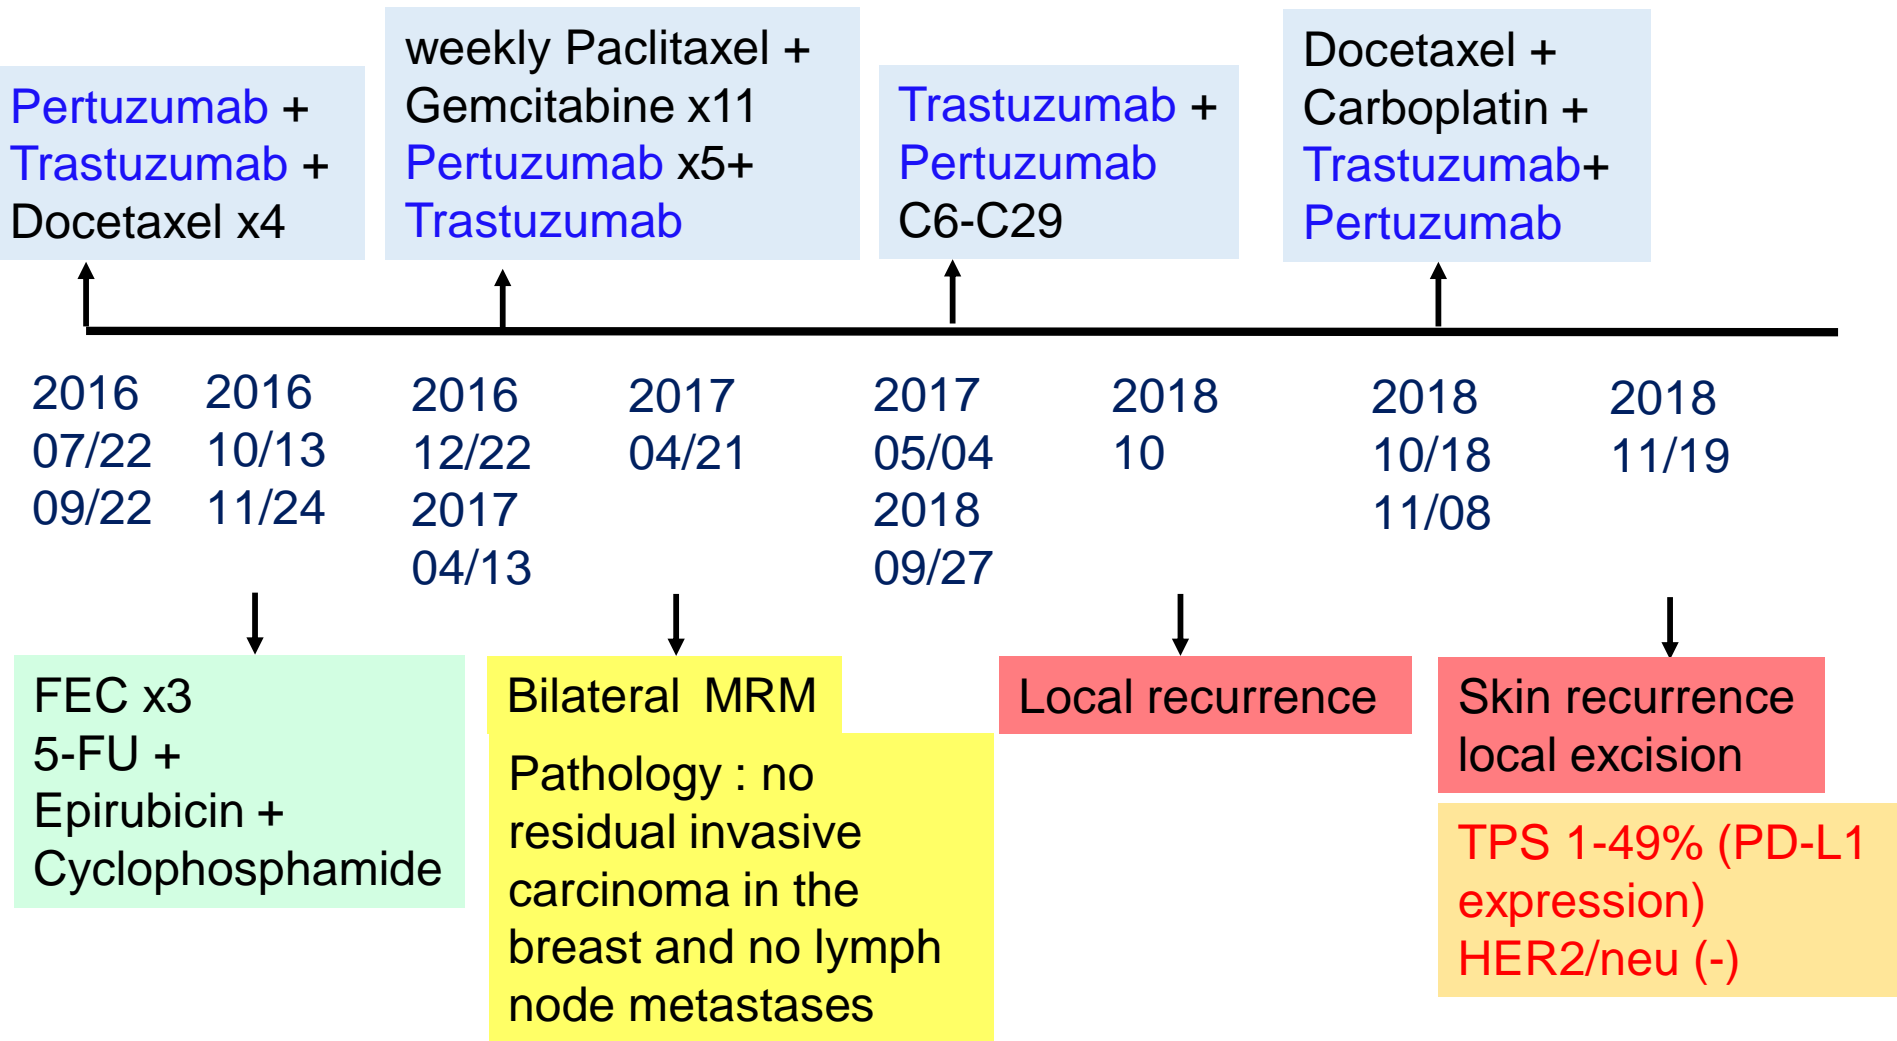 Pertuzumab +
Trastuzumab +
Docetaxel x4
weekly Paclitaxel +
Gemcitabine x11
Pertuzumab x5+
Trastuzumab
Trastuzumab +
Pertuzumab
C6-C29
Docetaxel +
Carboplatin +
Trastuzumab+
Pertuzumab
2016
07/22
09/22
2016
10/13
11/24
2016
12/22
2017
04/13
2017
04/21
2017
05/04
2018
09/27
2018
10
2018
10/18
11/08
2018
11/19
FEC x3
5-FU +
Epirubicin +
Cyclophosphamide
Bilateral MRM
Pathology : no
residual invasive
carcinoma in the
breast and no lymph
node metastases
Local recurrence
Skin recurrence
local excision
TPS 1-49% (PD-L1
expression)
HER2/neu (-)